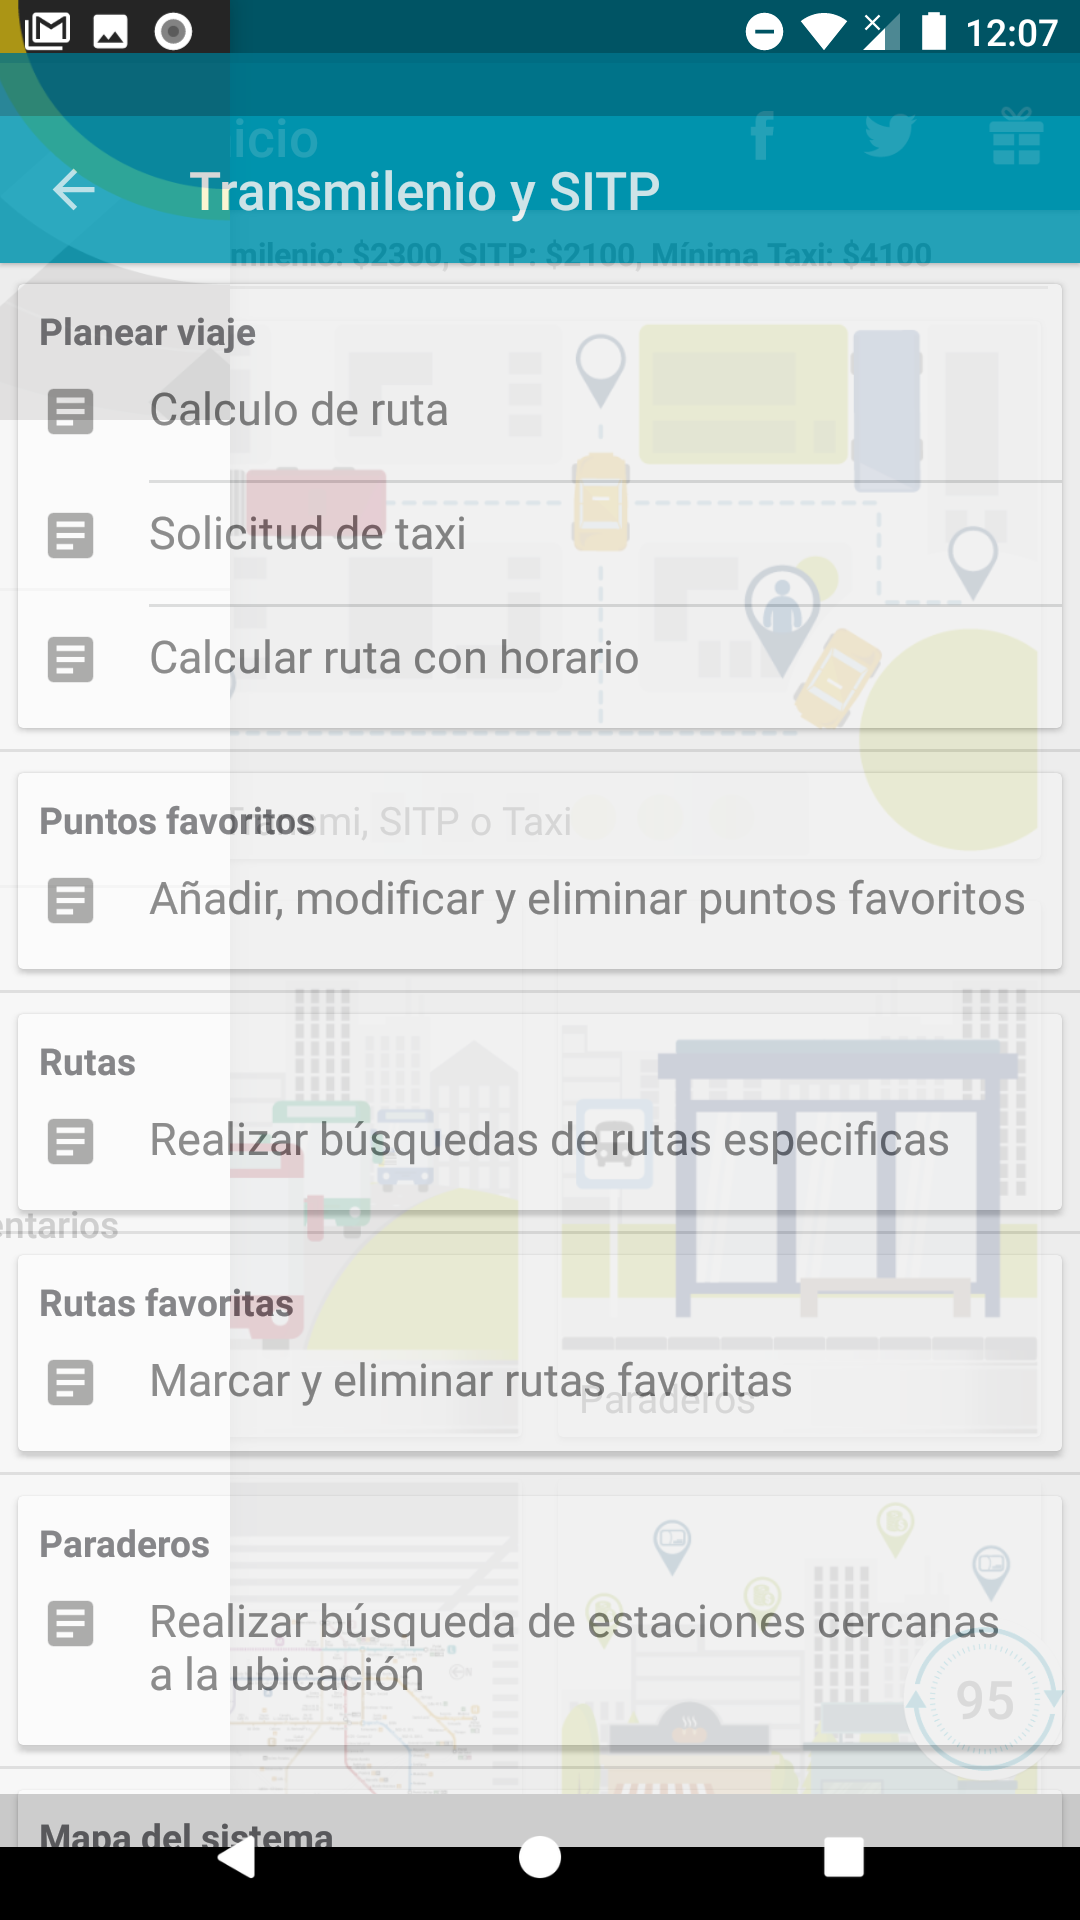 12:07
icio
Transmilenio y SITP
milenio: $2300, SITP: $2100, Mínima Taxi: $4100
Planear viaje
Calculo de ruta
Solicitud de taxi
Calcular ruta con horario
Puntos favoritos
Transmi, SITP o Taxi
Añadir, modificar y eliminar puntos favoritos
Rutas
Realizar búsquedas de rutas especificas
entarios
Rutas favoritas
Marcar y eliminar rutas favoritas
Paraderos
Paraderos
Realizar búsqueda de estaciones cercanas
a la ubicación
95
Mapa del sistema